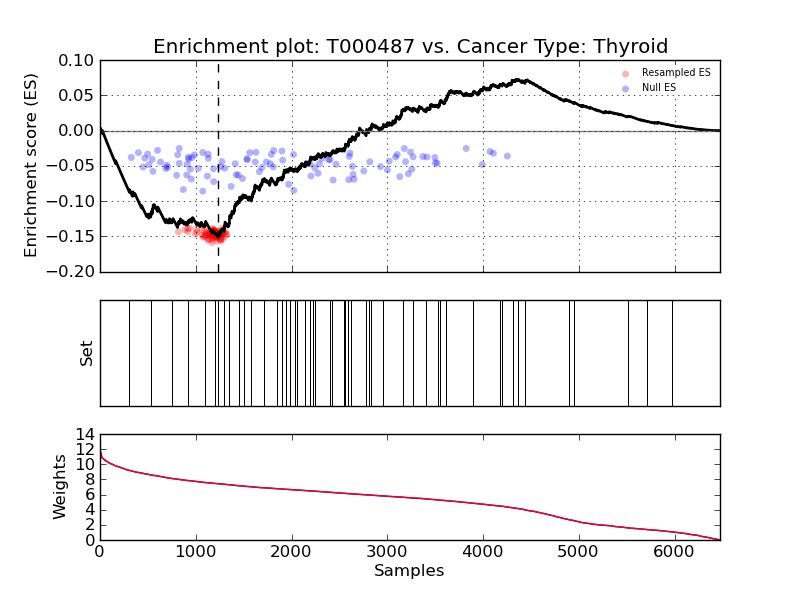 Enrichment plot: T000487 vs. Cancer Type: Thyroid
Enrichment score (ES)
0.10
0.05
0.00
−0.05
−0.10
−0.15
−0.20
Resampled ES
Null ES
Set
Weights
14
12
10
8
6
4
2
0
0 1000 2000 3000 4000 5000 6000
Samples